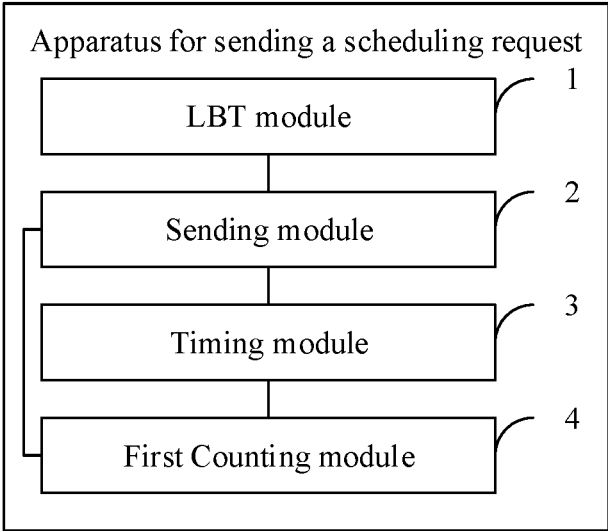 Apparatus for sending a scheduling request
1
LBT module
2
Sending module
3
Timing module
4
First Counting module